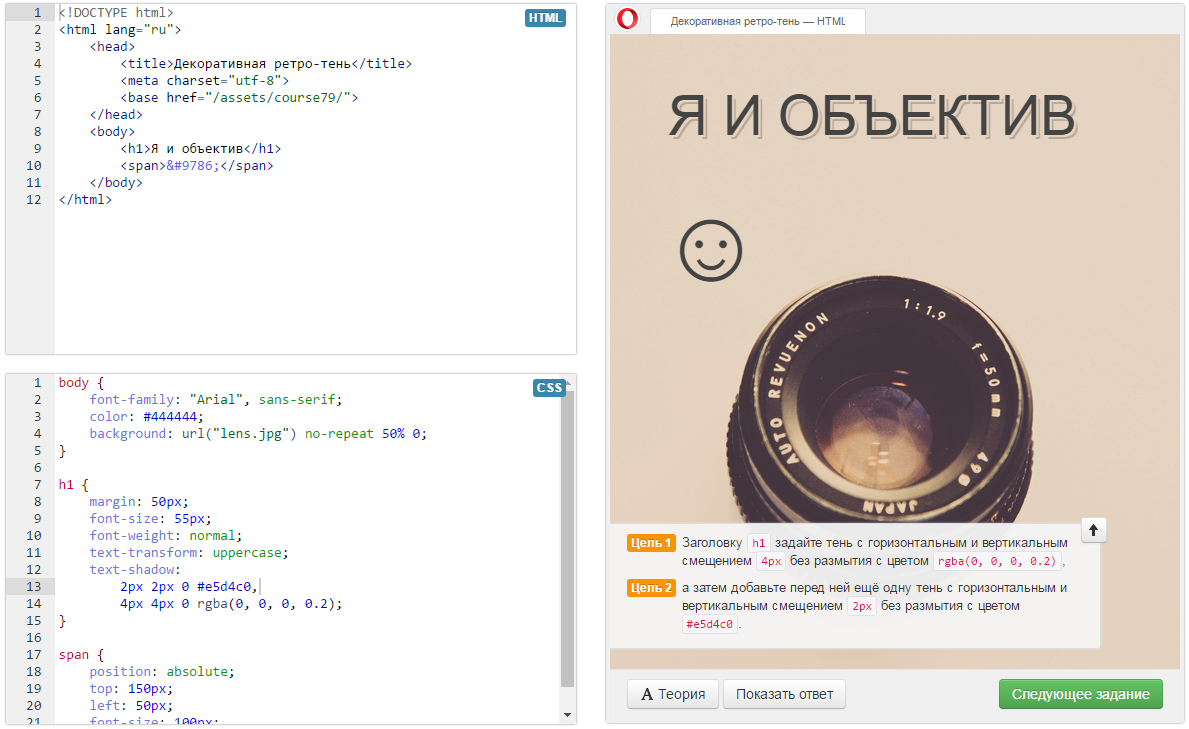 HTML
1 <!DOCTYPE html>
2 <html lang="ru">
3 <head>
4 <title>Декоративная ретро-тень</title>
5 <meta charset="utf-8">
6 <base href="/assets/course79/">
7 </head>
8 <body>
9 <h1>Я и объектив</h1>
10 <span>&#9786;</span>
11 </body>
12 </html>
CSS
1 body {
2 font-family: "Arial", sans-serif;
3 color: #444444;
4 background: url("lens.jpg") no-repeat 50% 0;
5 }
6
7 h1 {
8 margin: 50px;
9 font-size: 55px;
10 font-weight: normal;
11 text-transform: uppercase;
12 text-shadow:
13 2px 2px 0 #e5d4c0,
14 4px 4px 0 rgba(0, 0, 0, 0.2);
15 }
16
17 span {
18 position: absolute;
19 top: 150px;
20 left: 50px;
21 font-size: 100px;
Декоративная ретро-тень — HTML
Я И ОБЪЕКТИВ
1:1.9
f=50mm
49Ø
JAPAN
AUTO REVUENON
Цель 1 Заголовку h1 задайте тень с горизонтальным и вертикальным
смещением 4px без размытия с цветом rgba(0, 0, 0, 0.2),
Цель 2 а затем добавьте перед ней ещё одну тень с горизонтальным и
вертикальным смещением 2px без размытия с цветом
#e5d4c0.
A Теория
Показать ответ
Следующее задание